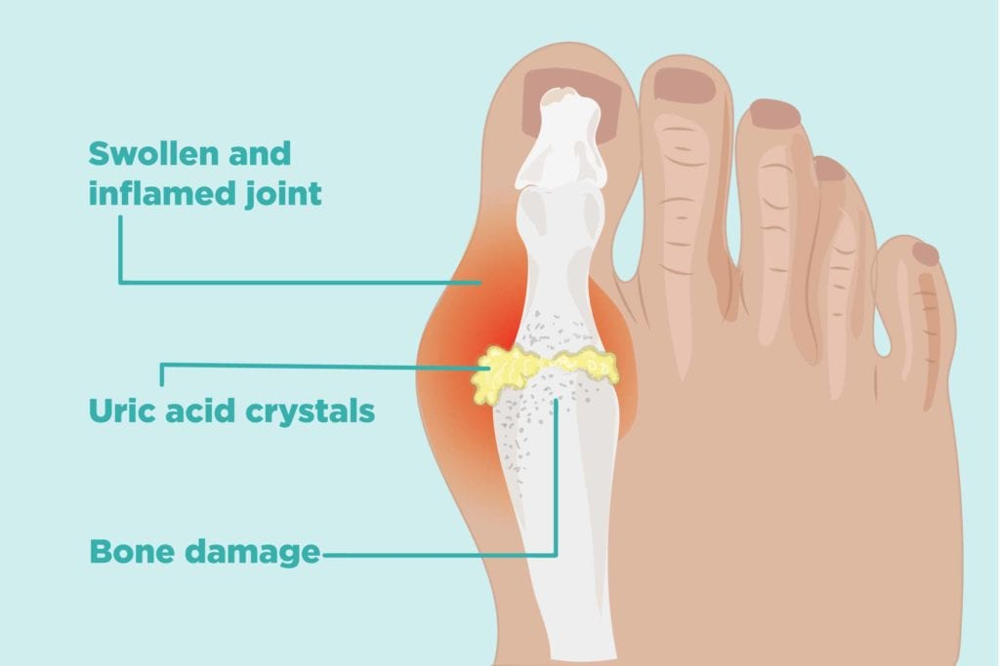 Swollen and
inflamed joint
Uric acid crystals
Bone damage